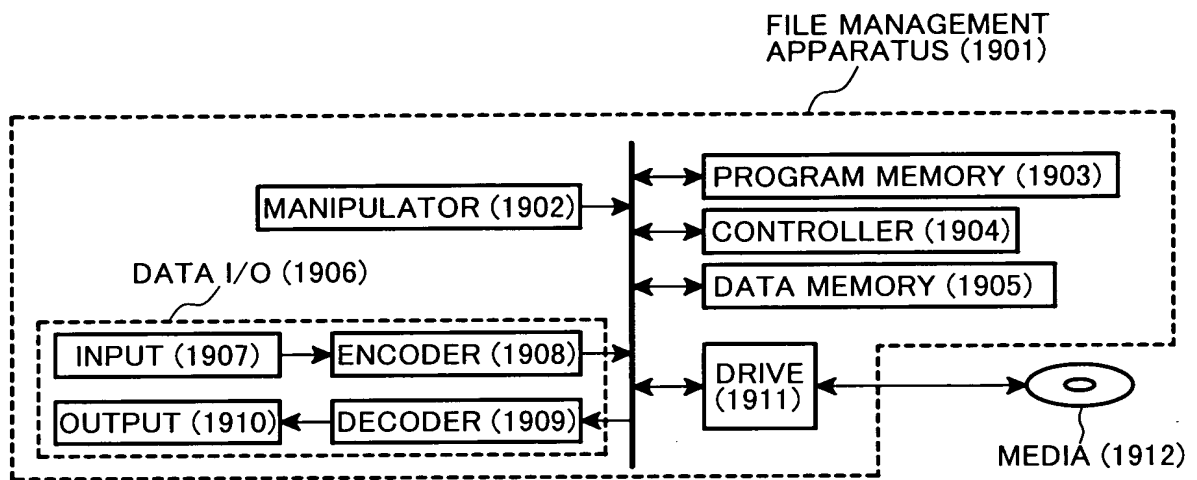 FILE MANAGEMENT
APPARATUS (1901)
PROGRAM MEMORY (1903)
MANIPULATOR (1902)
CONTROLLER (1904)
DATA I/O (1906)
DATA MEMORY (1905)
INPUT (1907)
ENCODER (1908)
DRIVE
(1911)
OUTPUT (1910)
DECODER (1909)
MEDIA (1912)